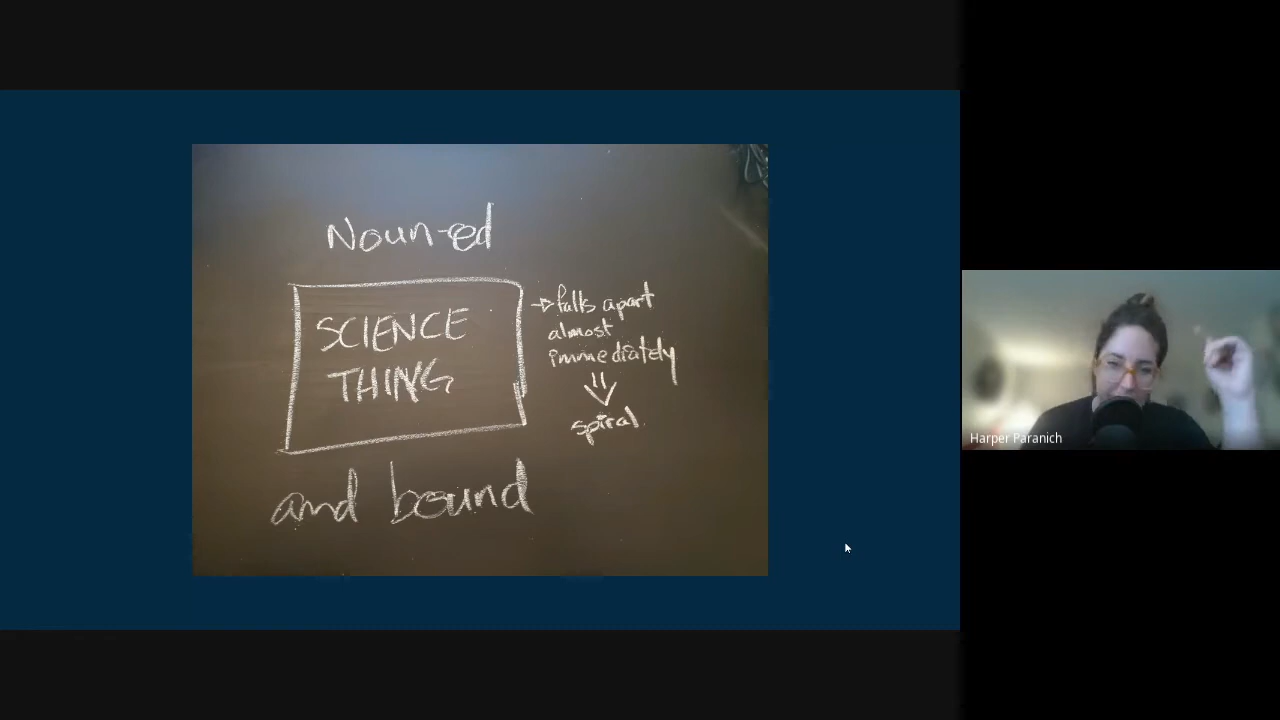 Noun-ed
SCIENCE
THING
→ falls apart
almost
immediately
⇓
spiral
and bound
Harper Paranich